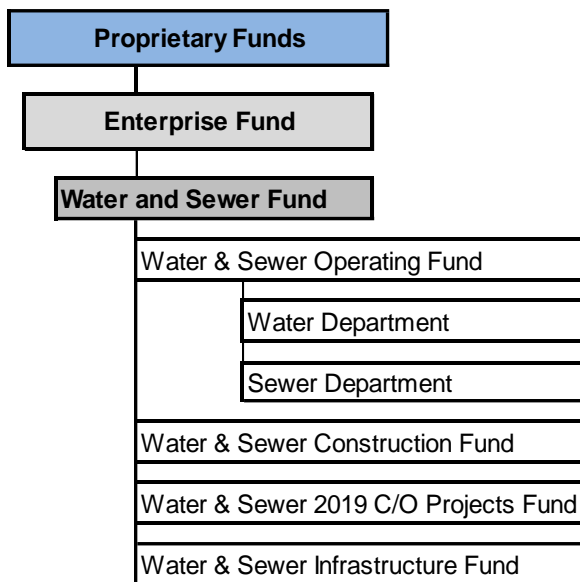 Proprietary Funds
Enterprise Fund
Water and Sewer Fund
Water & Sewer Operating Fund
Water Department
Sewer Department
Water & Sewer Construction Fund
Water & Sewer 2019 C/O Projects Fund
Water & Sewer Infrastructure Fund